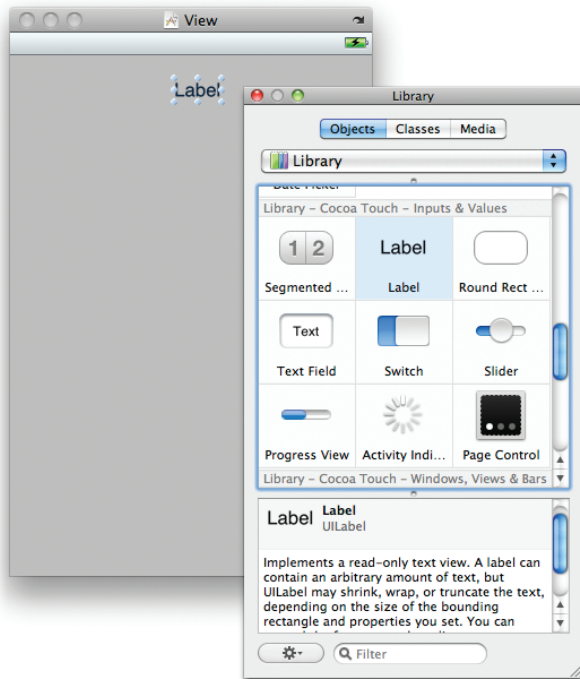 View
Label
Library
Objects Classes Media
Library
Date Picker
Library – Cocoa Touch – Inputs & Values
1 2
Label
Segmented ...
Label
Round Rect ...
Text
Text Field
Switch
Slider
Progress View
Activity Indi...
Page Control
Library – Cocoa Touch – Windows, Views & Bars
Label
Label
UILabel
Implements a read-only text view. A label can
contain an arbitrary amount of text, but
UILabel may shrink, wrap, or truncate the text,
depending on the size of the bounding
rectangle and properties you set. You can
Filter